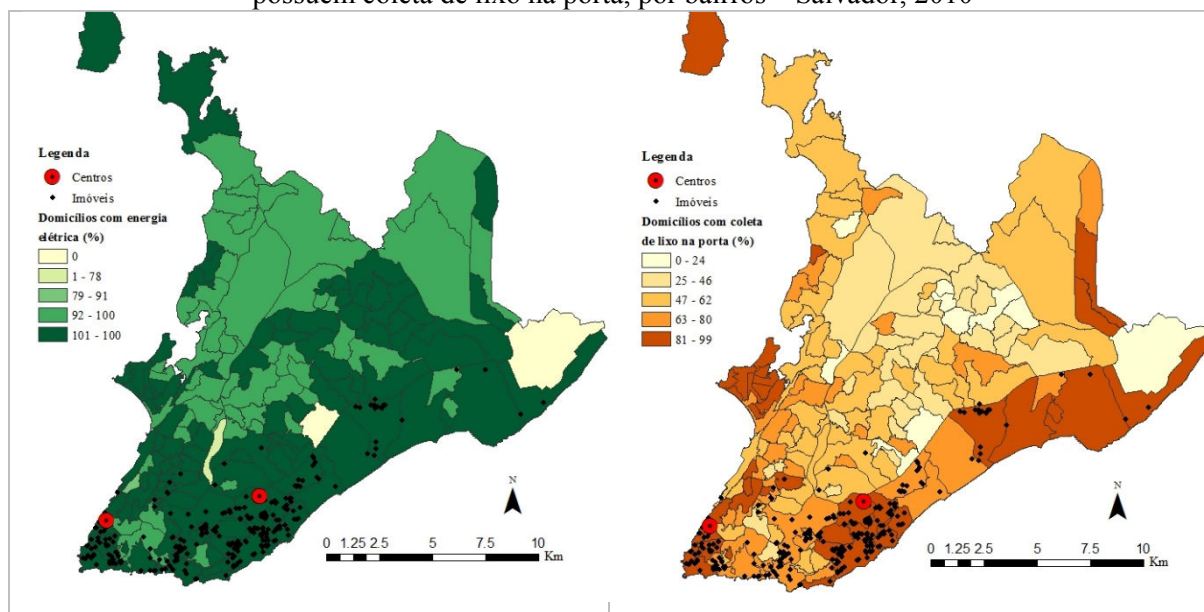 possuem coleta de lixo na porta, por bairros – Salvador, 2010
Legenda
Centros
Imóveis
Domicílios com energia
elétrica (%)
0
1 - 78
79 - 91
92 - 100
101 - 100
N
0 1.25 2.5 5 7.5 10
Km
Legenda
Centros
Imóveis
Domicílios com coleta
de lixo na porta (%)
0 - 24
25 - 46
47 - 62
63 - 80
81 - 99
N
0 1.25 2.5 5 7.5 10
Km